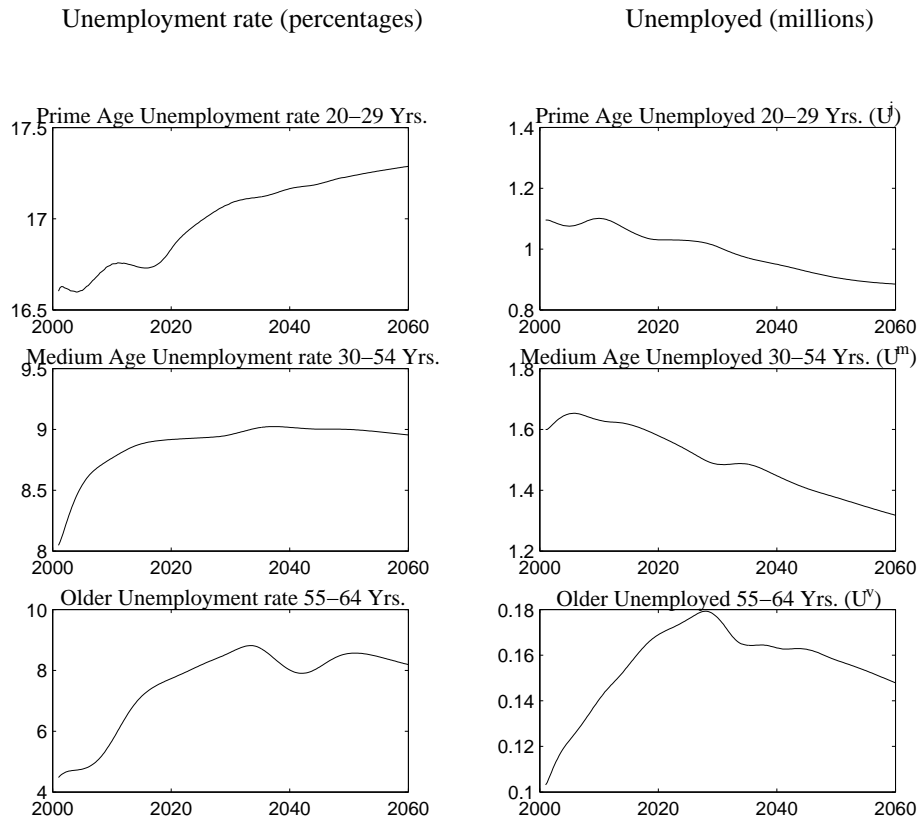 Unemployment rate (percentages)
Unemployed (millions)
Prime Age Unemployment rate 20−29 Yrs.
17.5
17
16.5
2000 2020 2040 2060
Prime Age Unemployed 20−29 Yrs. (U^j)
1.4
1.2
1
0.8
2000 2020 2040 2060
Medium Age Unemployment rate 30−54 Yrs.
9.5
9
8.5
8
2000 2020 2040 2060
Medium Age Unemployed 30−54 Yrs. (U^m)
1.8
1.6
1.4
1.2
2000 2020 2040 2060
Older Unemployment rate 55−64 Yrs.
10
8
6
4
2000 2020 2040 2060
Older Unemployed 55−64 Yrs. (U^v)
0.18
0.16
0.14
0.12
0.1
2000 2020 2040 2060